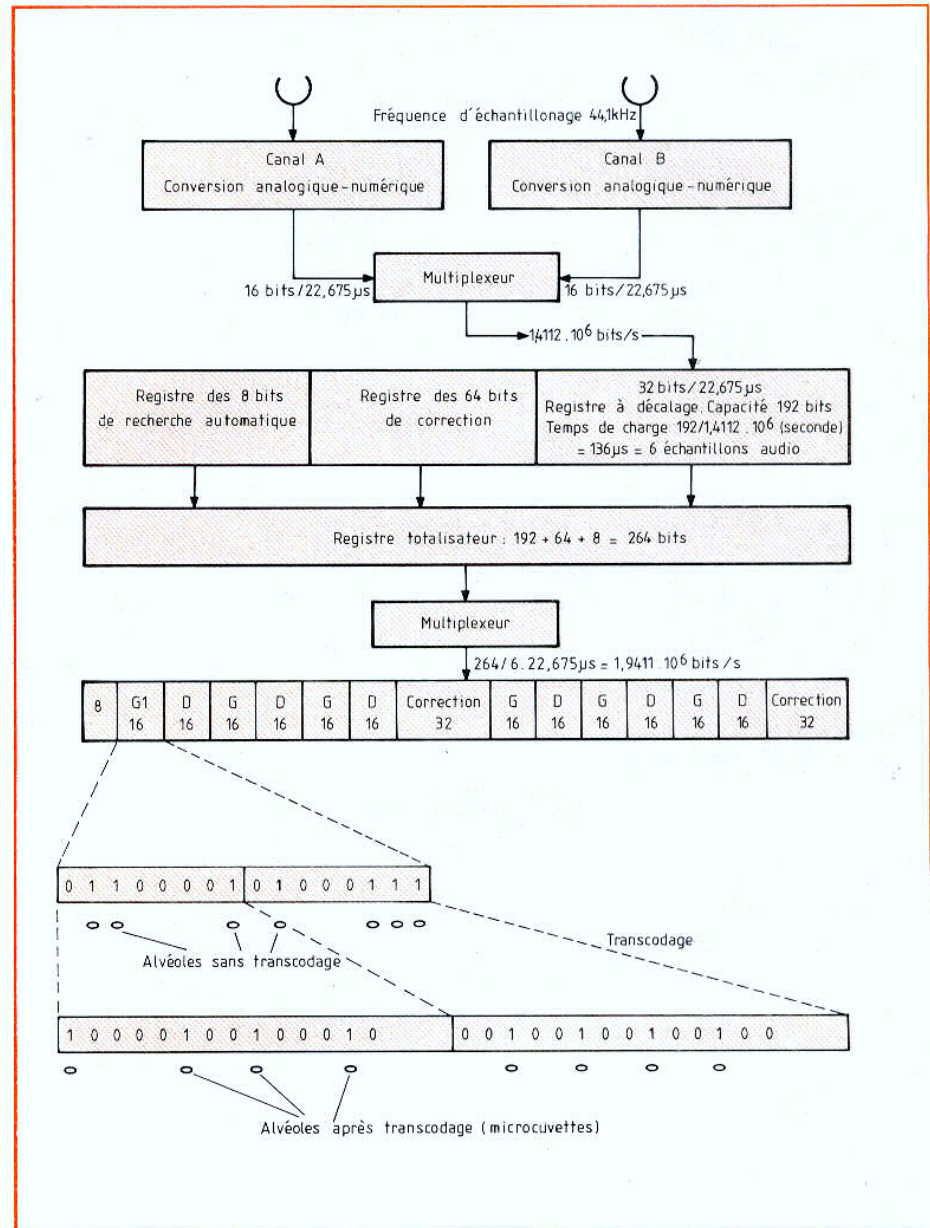 Fréquence d'échantillonage 44,1kHz
Canal A
Conversion analogique-numérique
Canal B
Conversion analogique-numérique
Multiplexeur
16 bits/22,675µs
16 bits/22,675µs
1,4112.10⁶ bits/s
Registre des 8 bits
de recherche automatique
Registre des 64 bits
de correction
32 bits/22,675µs
Registre à décalage. Capacité 192 bits
Temps de charge 192/1,4112.10⁶ (seconde)
= 136µs = 6 échantillons audio
Registre totalisateur : 192 + 64 + 8 = 264 bits
Multiplexeur
264/6.22,675µs = 1,9411.10⁶ bits/s
8 G1 D G D G D Correction G D G D G D Correction
16 16 16 16 16 16 32 16 16 16 16 16 16 32
0 1 1 0 0 0 0 1 0 1 0 0 0 1 1 1
Alvéoles sans transcodage
Transcodage
1 0 0 0 0 1 0 0 1 0 0 0 1 0 0 0 1 0 0 1 0 0 1 0 0 1 0 0
Alvéoles après transcodage (microcuvettes)